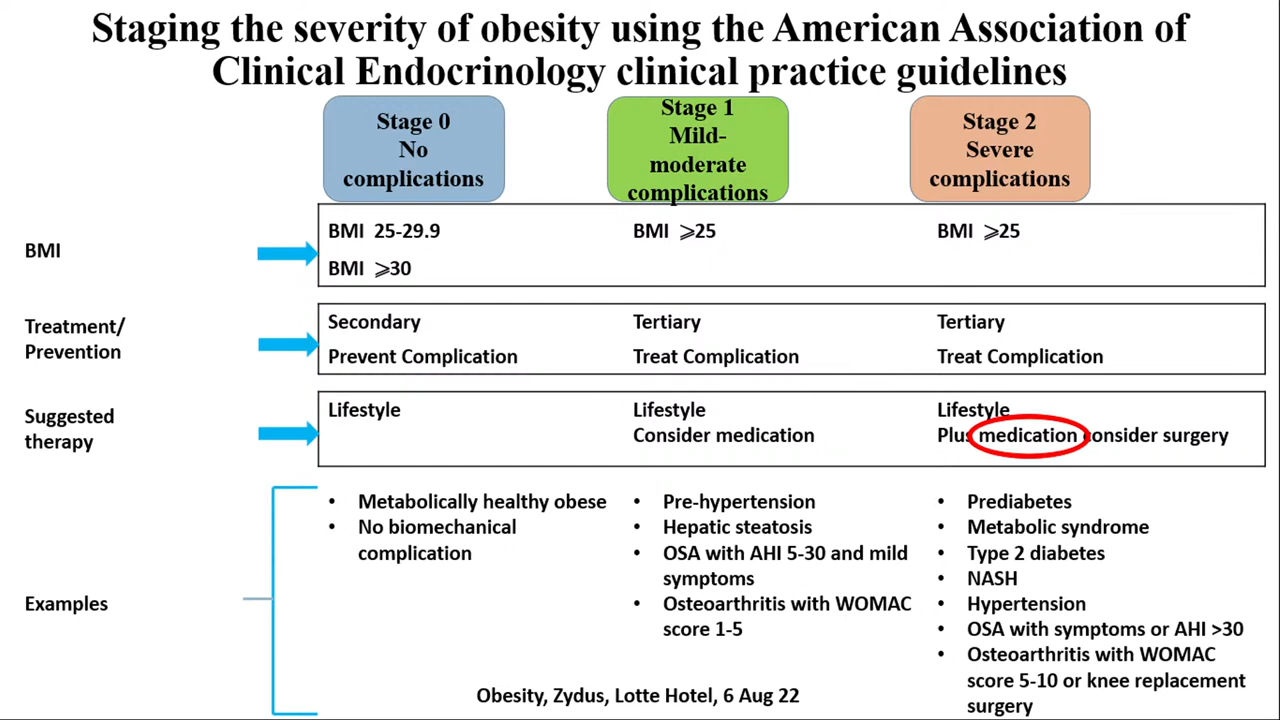 Staging the severity of obesity using the American Association of
Clinical Endocrinology clinical practice guidelines
Stage 0
No
complications
Stage 1
Mild-
moderate
complications
Stage 2
Severe
complications
BMI
BMI 25-29.9
BMI ⩾30
BMI ⩾25
BMI ⩾25
Treatment/
Prevention
Secondary
Prevent Complication
Tertiary
Treat Complication
Tertiary
Treat Complication
Suggested
therapy
Lifestyle
Lifestyle
Consider medication
Lifestyle
Plus medication consider surgery
Examples
• Metabolically healthy obese
• No biomechanical
complication
• Pre-hypertension
• Hepatic steatosis
• OSA with AHI 5-30 and mild
symptoms
• Osteoarthritis with WOMAC
score 1-5
• Prediabetes
• Metabolic syndrome
• Type 2 diabetes
• NASH
• Hypertension
• OSA with symptoms or AHI >30
• Osteoarthritis with WOMAC
score 5-10 or knee replacement
surgery
Obesity, Zydus, Lotte Hotel, 6 Aug 22